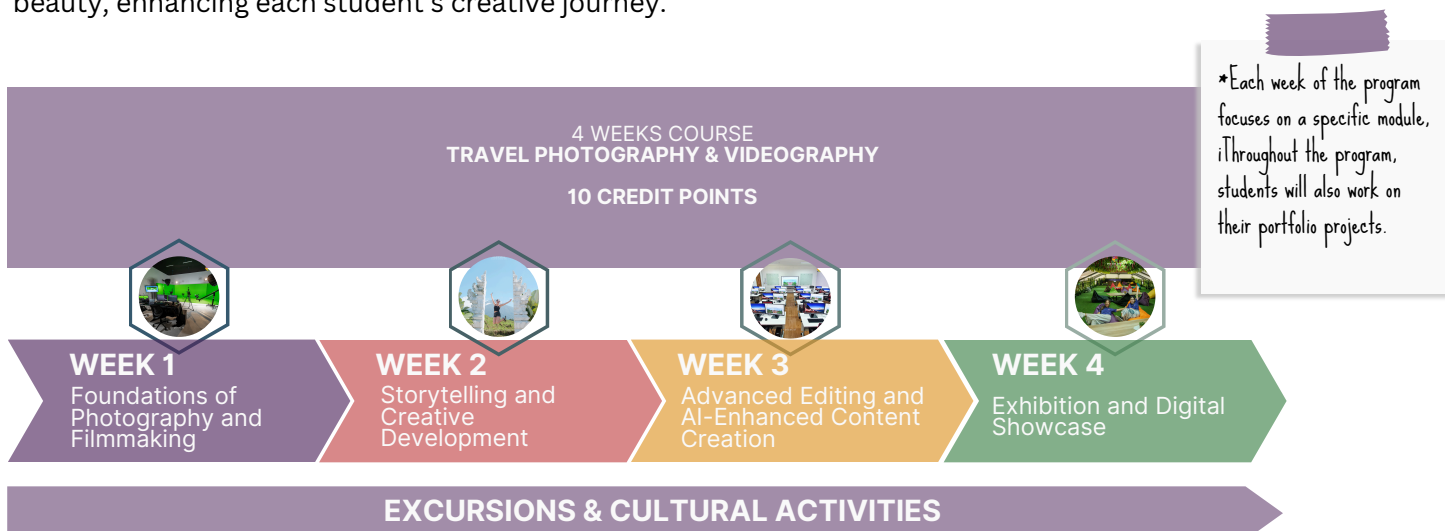 beauty, enhancing each student's creative journey.
4 WEEKS COURSE
TRAVEL PHOTOGRAPHY & VIDEOGRAPHY
10 CREDIT POINTS
*Each week of the program
focuses on a specific module,
iThroughout the program,
students will also work on
their portfolio projects.
WEEK 1
Foundations of
Photography and
Filmmaking
WEEK 2
Storytelling and
Creative
Development
WEEK 3
Advanced Editing and
AI-Enhanced Content
Creation
WEEK 4
Exhibition and Digital
Showcase
EXCURSIONS & CULTURAL ACTIVITIES